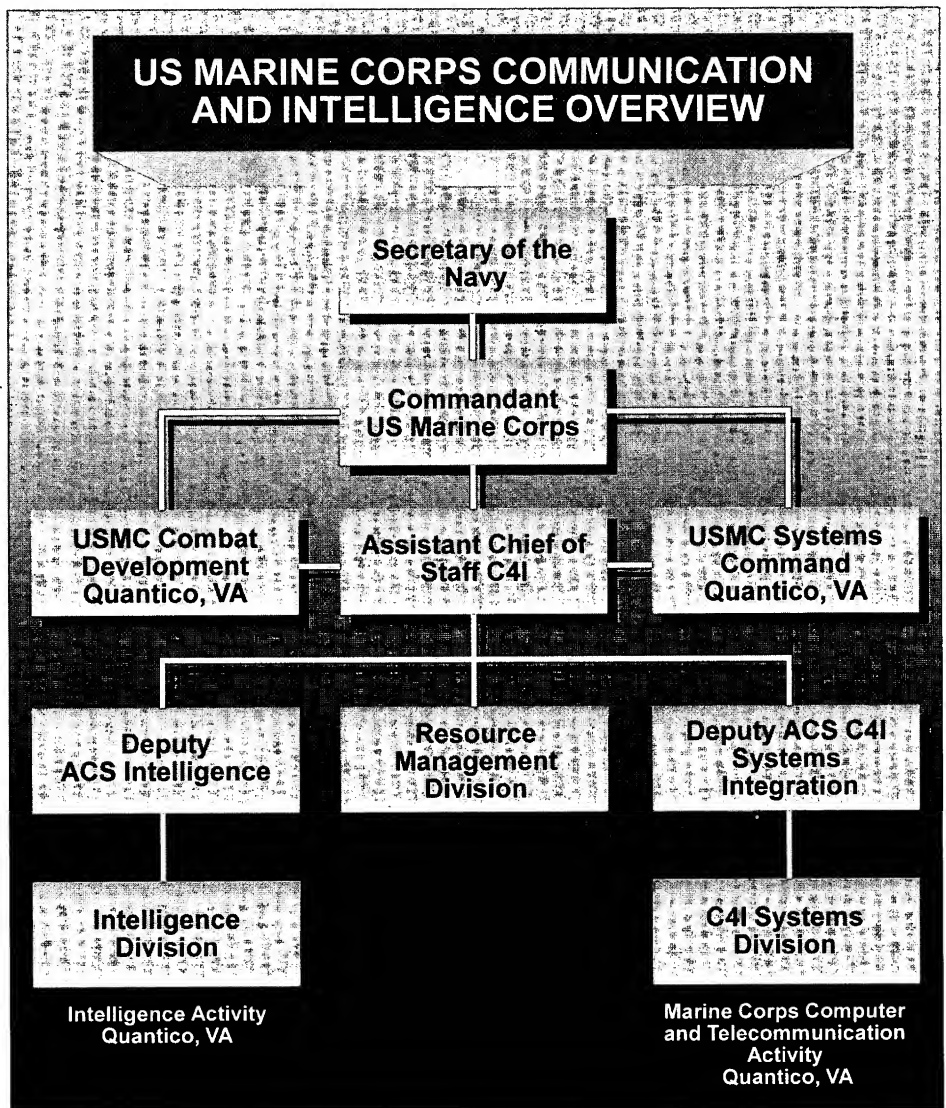 US MARINE CORPS COMMUNICATION
AND INTELLIGENCE OVERVIEW
Secretary of the
Navy
Commandant
US Marine Corps
USMC Combat
Development
Quantico, VA
Assistant Chief of
Staff C4I
USMC Systems
Command
Quantico, VA
Deputy
ACS Intelligence
Resource
Management
Division
Deputy ACS C4I
Systems
Integration
Intelligence
Division
C4I Systems
Division
Intelligence Activity
Quantico, VA
Marine Corps Computer
and Telecommunication
Activity
Quantico, VA